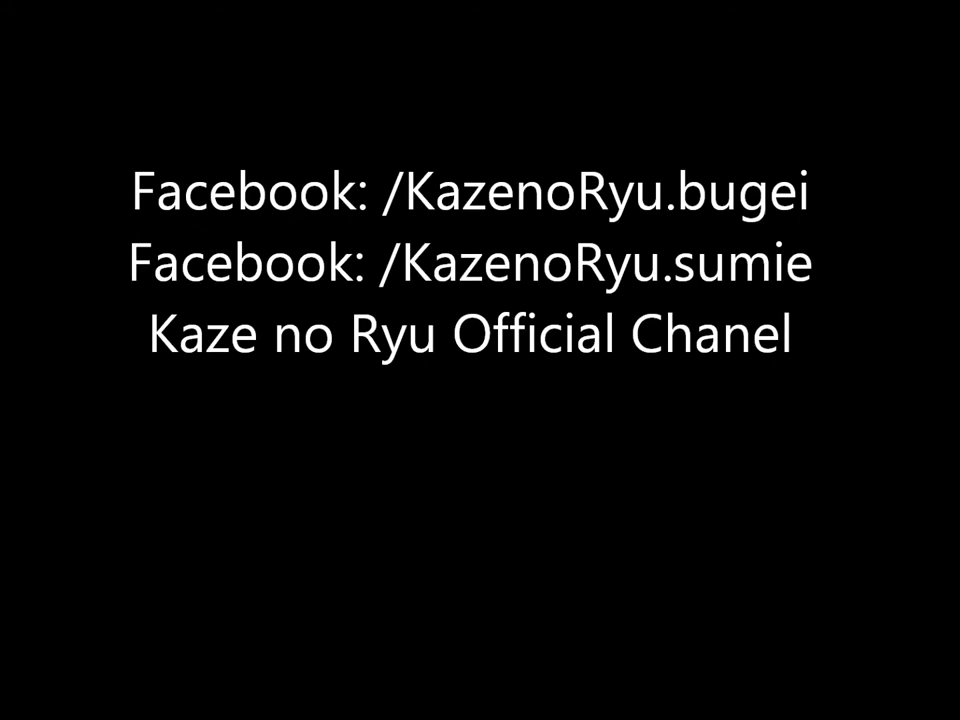 Facebook: /KazenoRyu.bugei
Facebook: /KazenoRyu.sumie
Kaze no Ryu Official Chanel